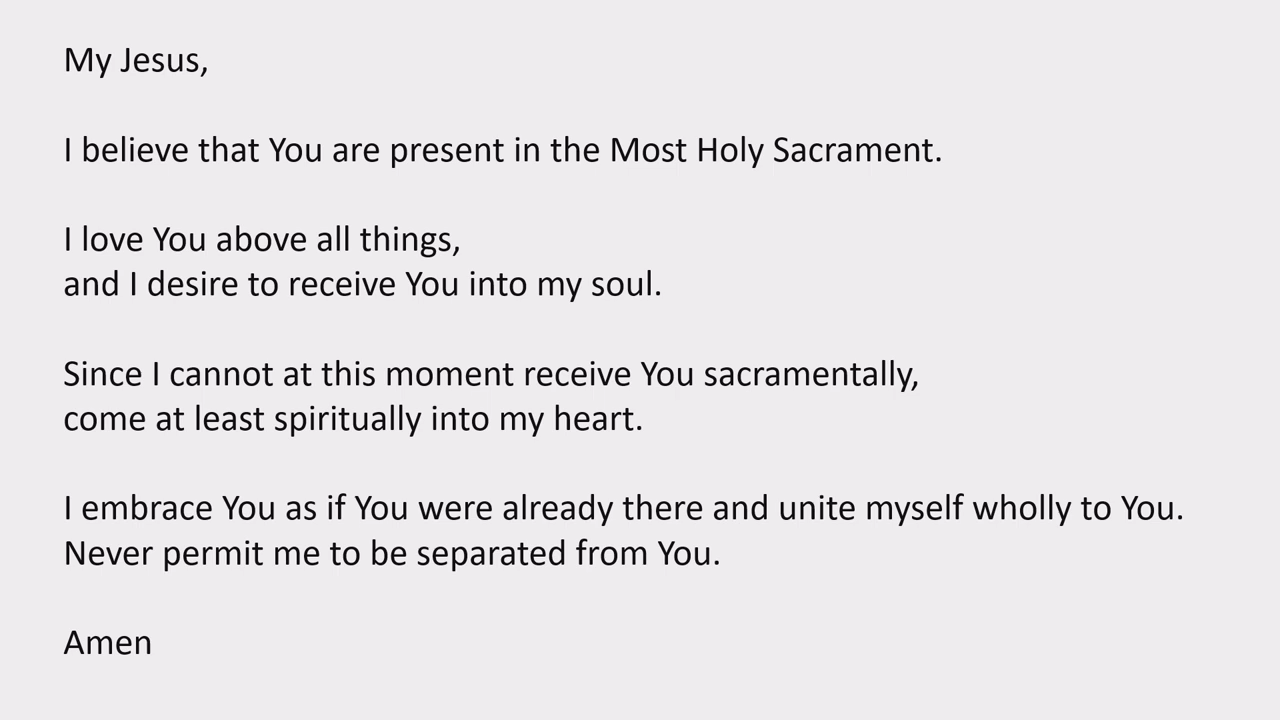 My Jesus,
I believe that You are present in the Most Holy Sacrament.
I love You above all things,
and I desire to receive You into my soul.
Since I cannot at this moment receive You sacramentally,
come at least spiritually into my heart.
I embrace You as if You were already there and unite myself wholly to You.
Never permit me to be separated from You.
Amen